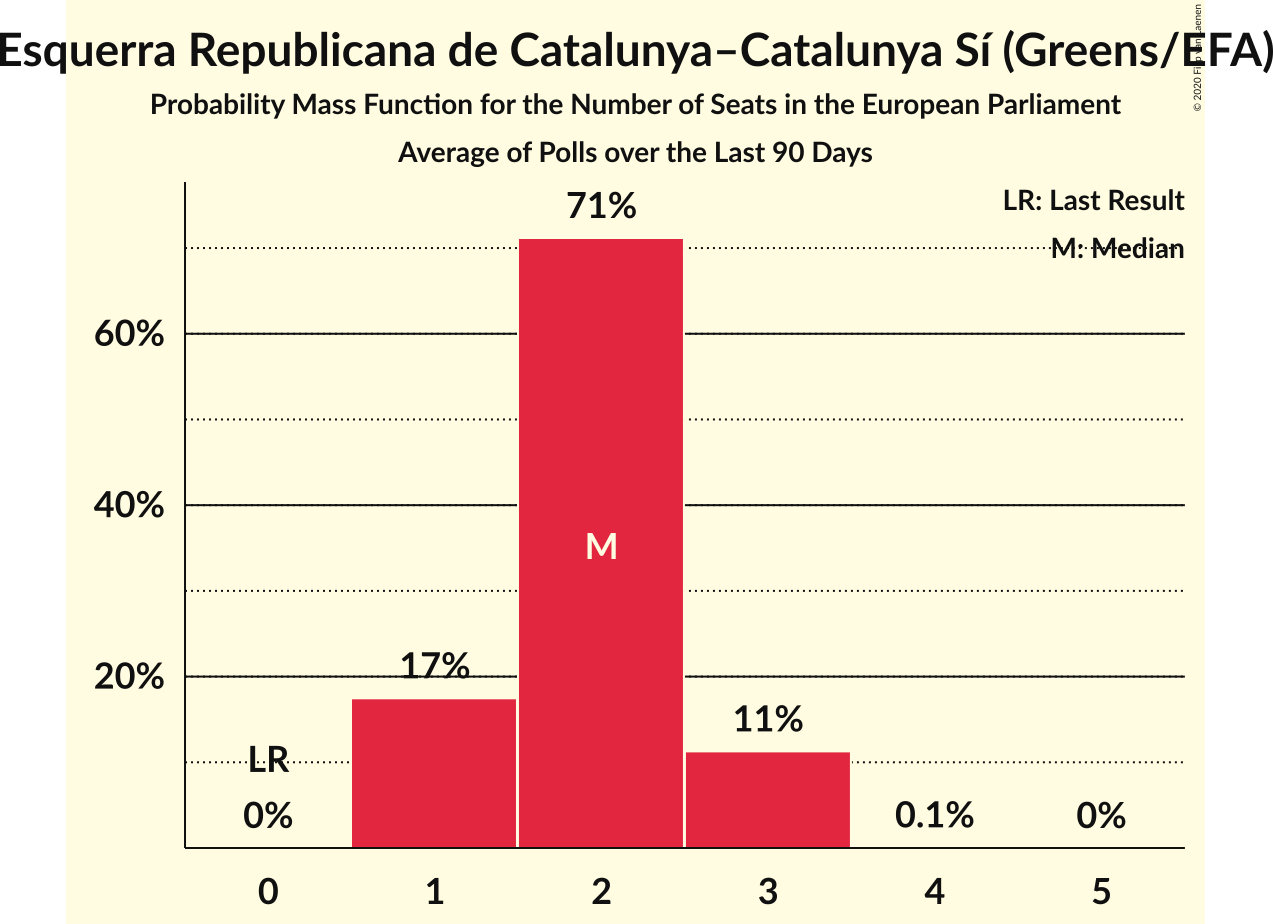 Esquerra Republicana de Catalunya–Catalunya Sí (Greens/EFA)
Probability Mass Function for the Number of Seats in the European Parliament
Average of Polls over the Last 90 Days
© 2020
LR: Last Result
M: Median
71%
60%
40%
M
20%
17%
11%
LR
0%
0.1%
0%
0 1 2 3 4 5